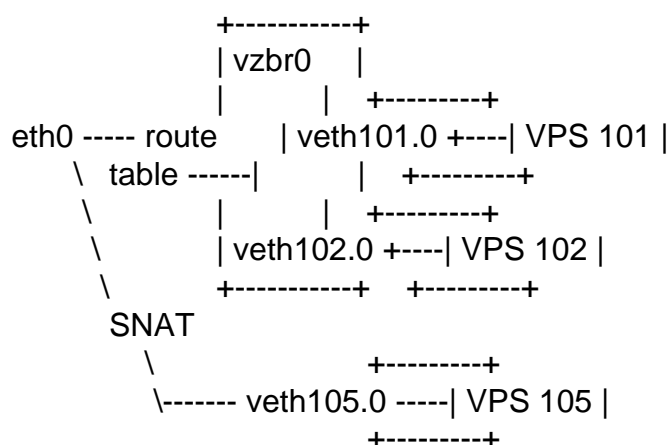 +-----------+
| vzbr0 |
| | +---------+
eth0 ----- route | veth101.0 +----| VPS 101 |
\ table ------| | +---------+
\ | | +---------+
\ | veth102.0 +----| VPS 102 |
\ +-----------+ +---------+
SNAT
\ +---------+
\------- veth105.0 -----| VPS 105 |
+---------+